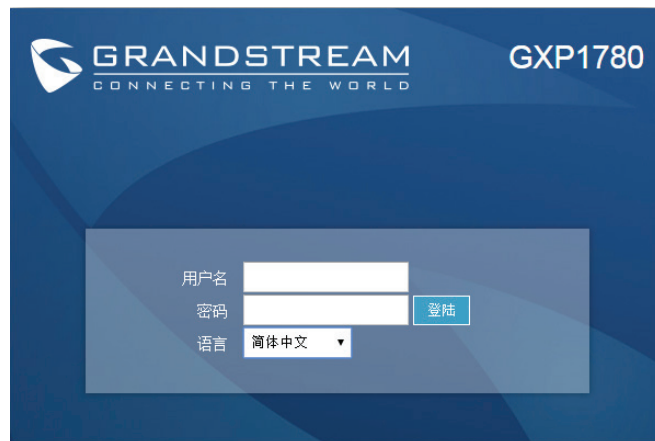 GRANDSTREAM
GXP1780
CONNECTING THE WORLD
用户名
密码
登陆
语言
简体中文